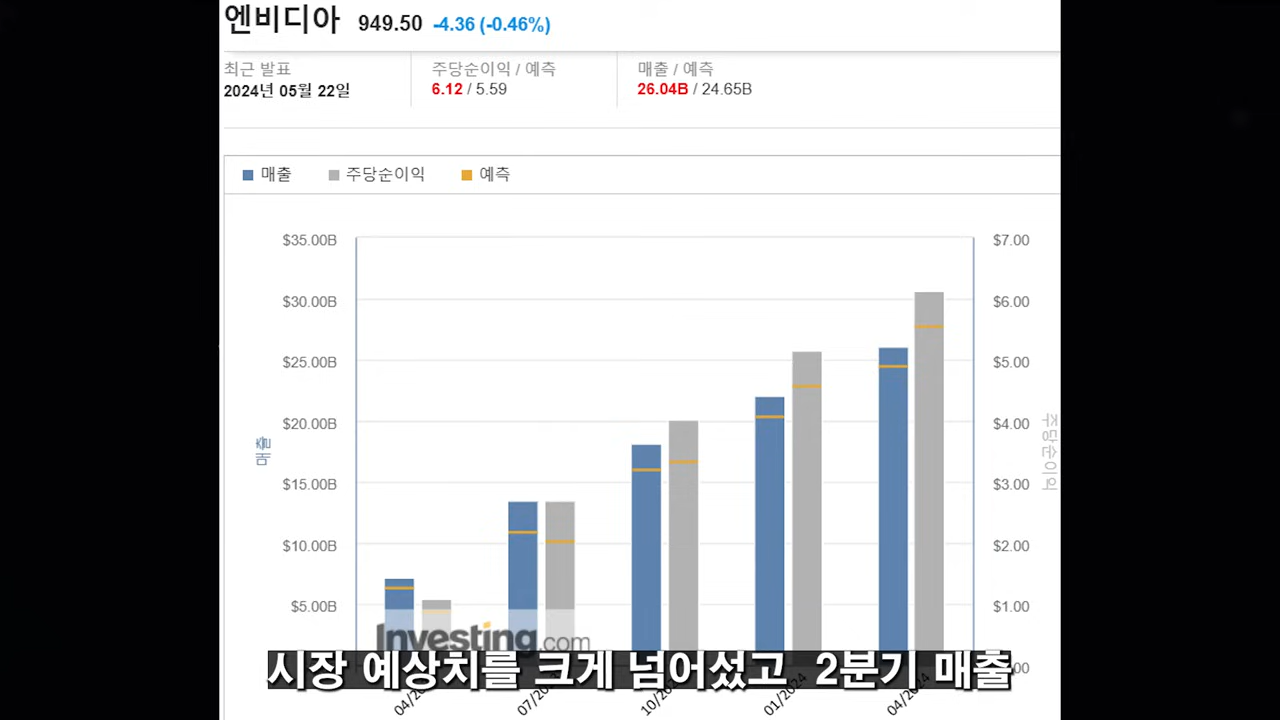 엔비디아 949.50 -4.36 (-0.46%)
최근 발표 주당순이익 / 예측 매출 / 예측
2024년 05월 22일 6.12 / 5.59 26.04B / 24.65B
매출 주당순이익 예측
$35.00B $7.00
$30.00B $6.00
$25.00B $5.00
$20.00B $4.00
$15.00B $3.00
$10.00B $2.00
$5.00B $1.00
매출
주당순이익
Investing.com
시장 예상치를 크게 넘어섰고 2분기 매출
01/2024